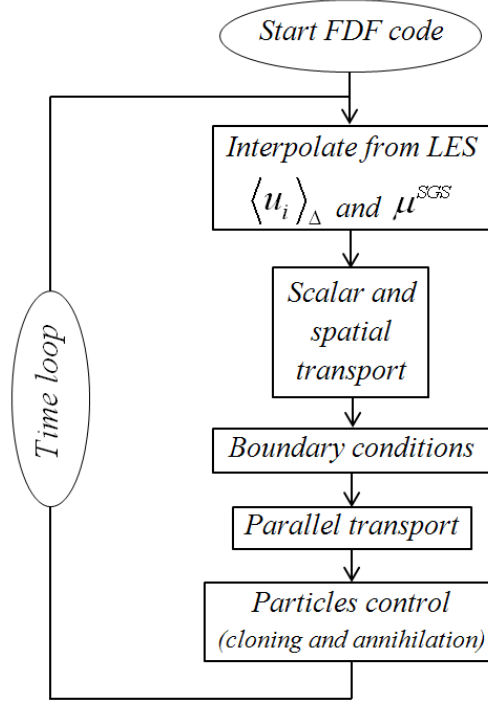 Start FDF code
Interpolate from LES
⟨u_i⟩_Δ and μ^SGS
Scalar and
spatial
transport
Time loop
Boundary conditions
Parallel transport
Particles control
(cloning and annihilation)